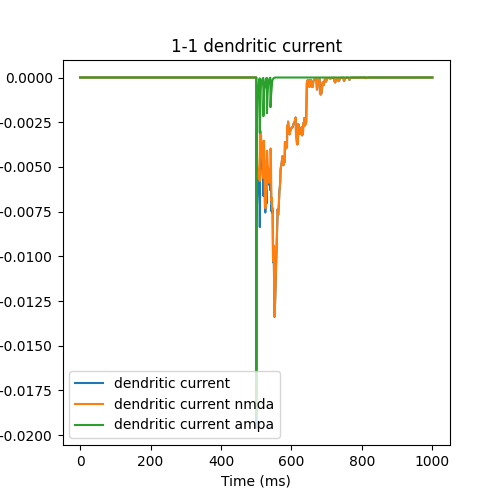 1-1 dendritic current
0.0000
-0.0025
-0.0050
-0.0075
-0.0100
-0.0125
-0.0150
-0.0175
-0.0200
dendritic current
dendritic current nmda
dendritic current ampa
0 200 400 600 800 1000
Time (ms)